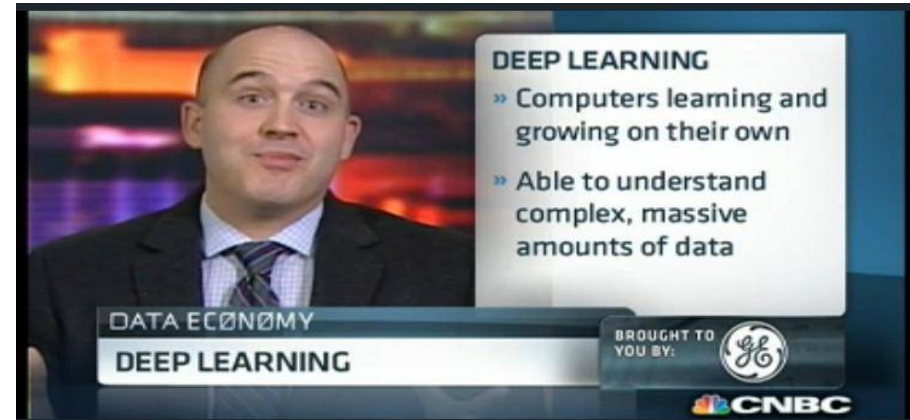 DEEP LEARNING
» Computers learning and
growing on their own
» Able to understand
complex, massive
amounts of data
DATA ECØNØMY
DEEP LEARNING
BROUGHT TO
YOU BY:
GE
CNBC